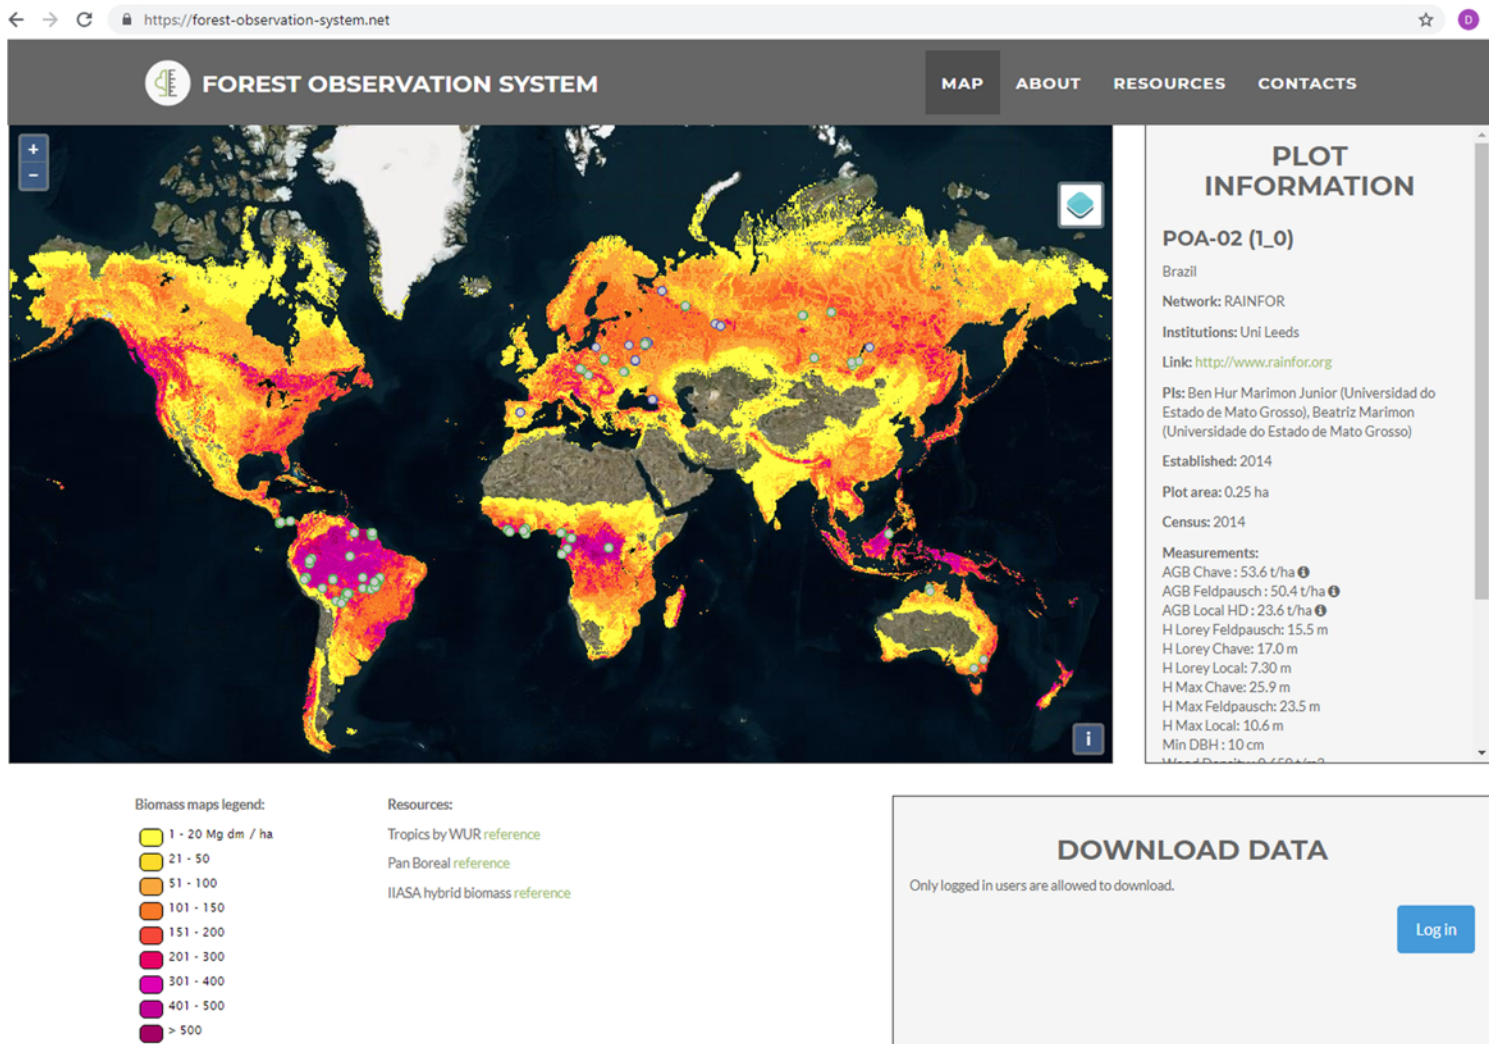 https://forest-observation-system.net
D
FOREST OBSERVATION SYSTEM
MAP ABOUT RESOURCES CONTACTS
+
−
i
PLOT
INFORMATION
POA-02 (1_0)
Brazil
Network: RAINFOR
Institutions: Uni Leeds
Link: http://www.rainfor.org
PIs: Ben Hur Marimon Junior (Universidad do
Estado de Mato Grosso), Beatriz Marimon
(Universidade do Estado de Mato Grosso)
Established: 2014
Plot area: 0.25 ha
Census: 2014
Measurements:
AGB Chave : 53.6 t/ha
AGB Feldpausch : 50.4 t/ha
AGB Local HD : 23.6 t/ha
H Lorey Feldpausch: 15.5 m
H Lorey Chave: 17.0 m
H Lorey Local: 7.30 m
H Max Chave: 25.9 m
H Max Feldpausch: 23.5 m
H Max Local: 10.6 m
Min DBH : 10 cm
Biomass maps legend:
1 - 20 Mg dm / ha
21 - 50
51 - 100
101 - 150
151 - 200
201 - 300
301 - 400
401 - 500
> 500
Resources:
Tropics by WUR reference
Pan Boreal reference
IIASA hybrid biomass reference
DOWNLOAD DATA
Only logged in users are allowed to download.
Log in